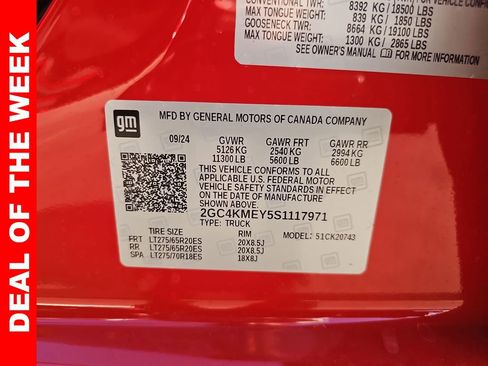 DEAL OF THE WEEK
CONVENTIONAL TWR: 8392 KG / 18500 LBS
MAX TONGUE WEIGHT: 839 KG / 1850 LBS
GOOSENECK TWR: 8664 KG / 19100 LBS
MAX TONGUE WEIGHT: 1300 KG / 2865 LBS
SEE OWNER'S MANUAL FOR MORE INFORMATION
gm
MFD BY GENERAL MOTORS OF CANADA COMPANY
09/24 GVWR GAWR FRT GAWR RR
5126 KG 2540 KG 2994 KG
11300 LB 5600 LB 6600 LB
THIS VEHICLE CONFORMS TO ALL
APPLICABLE U.S. FEDERAL MOTOR
VEHICLE SAFETY STANDARDS IN EFFECT
ON THE DATE OF MANUFACTURE
SHOWN ABOVE.
2GC4KMEY5S1117971
TYPE: TRUCK
TIRE SIZE RIM MODEL: 51CK20743
FRT LT275/65R20ES 20X8.5J
RR LT275/65R20ES 20X8.5J
SPA LT275/70R18ES 18X8J